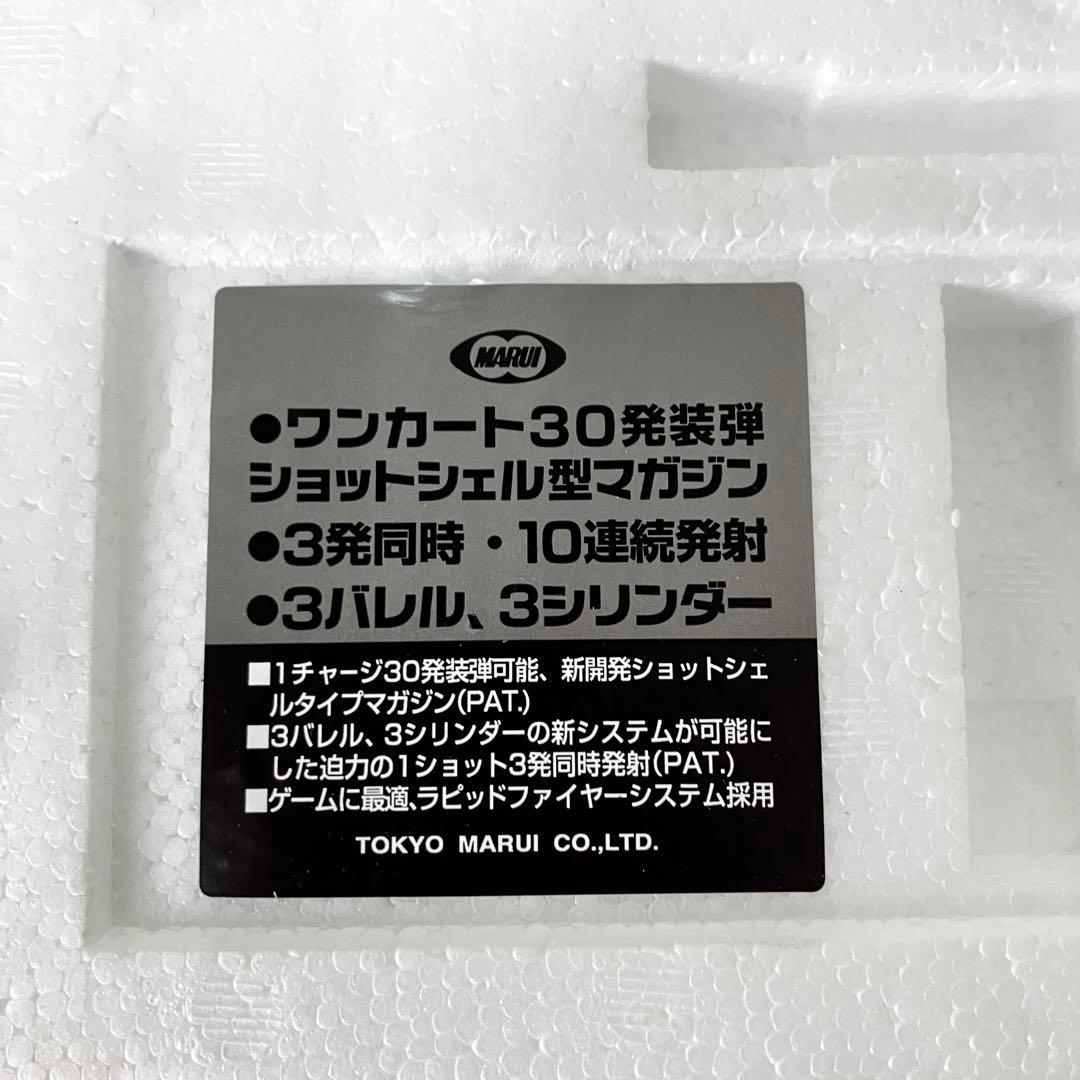 MARUI
●ワンカート30発装弾
ショットシェル型マガジン
●3発同時・10連続発射
●3バレル、3シリンダー
■1チャージ30発装弾可能、新開発ショットシェ
ルタイプマガジン(PAT.)
■3バレル、3シリンダーの新システムが可能に
した迫力の1ショット3発同時発射(PAT.)
■ゲームに最適、ラピッドファイヤーシステム採用
TOKYO MARUI CO.,LTD.